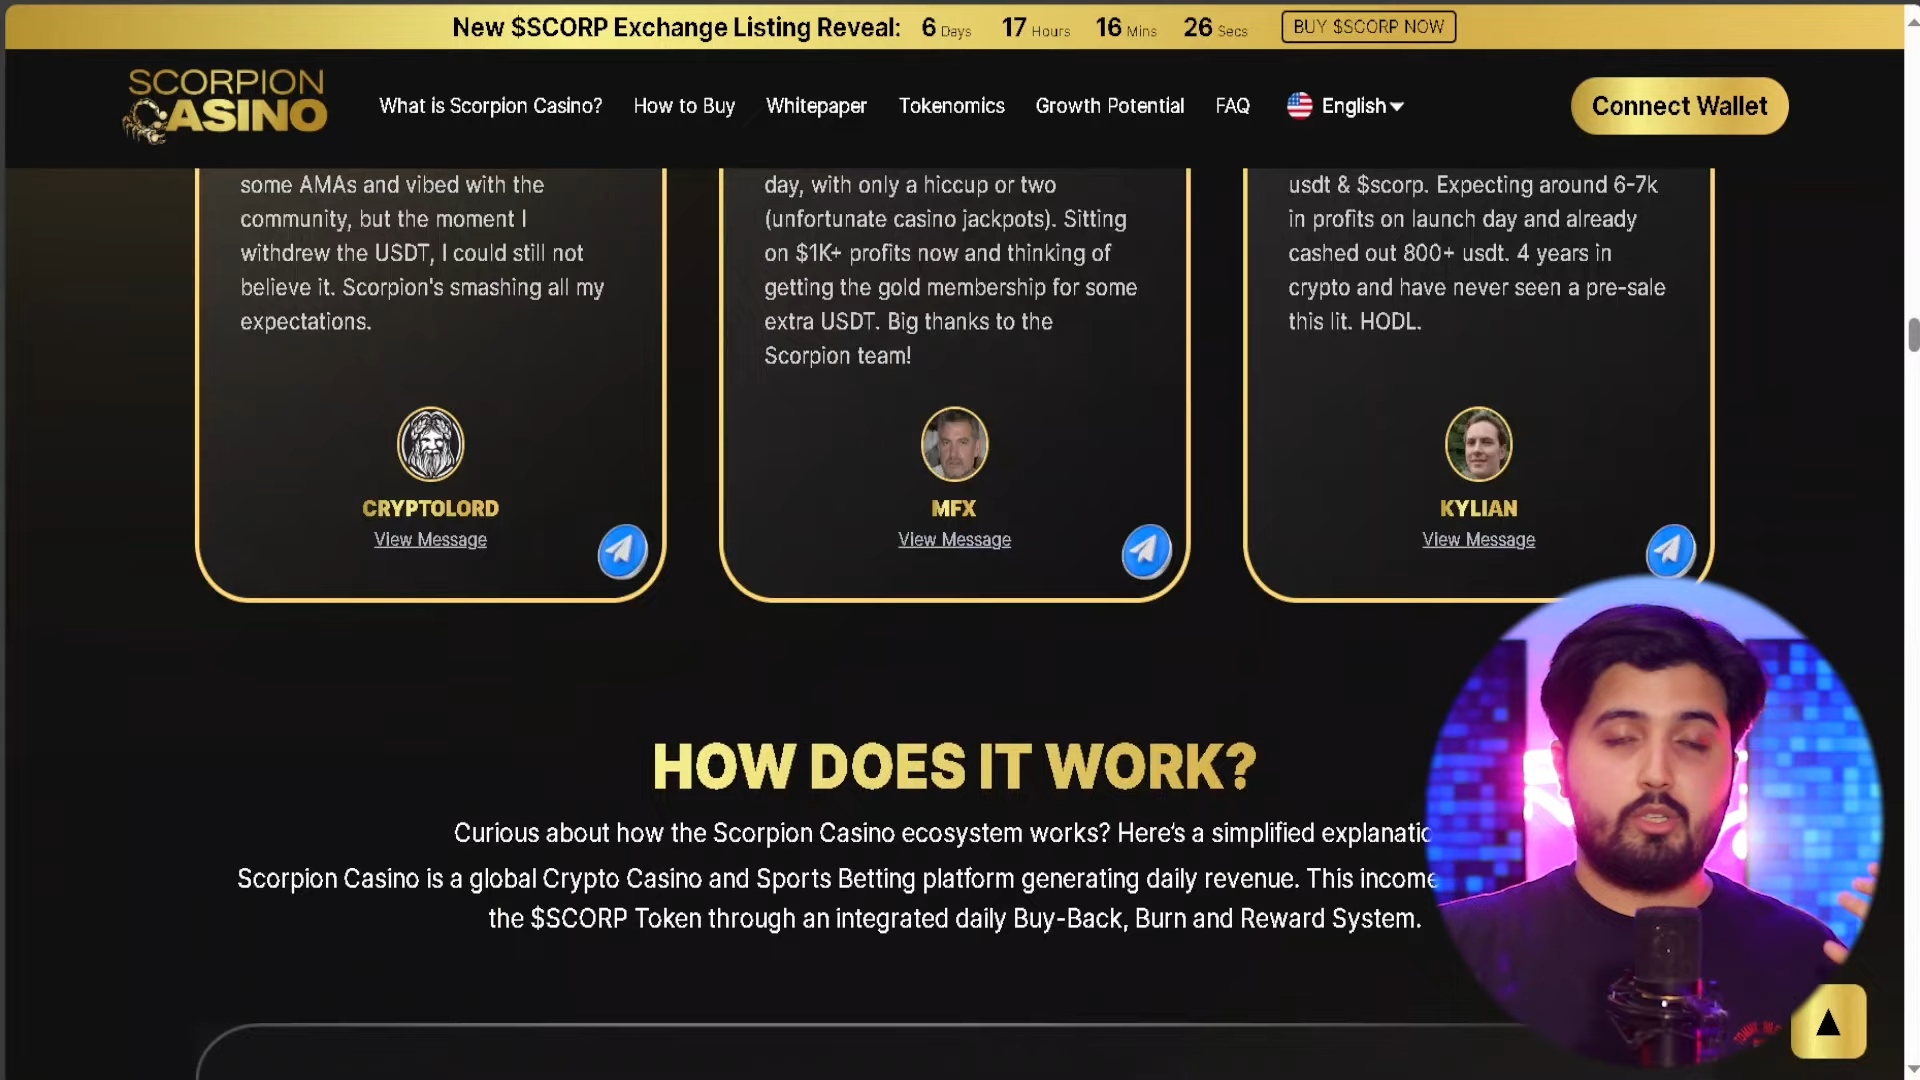 New $SCORP Exchange Listing Reveal: 6 Days 17 Hours 16 Mins 26 Secs BUY $SCORP NOW
SCORPION
CASINO
What is Scorpion Casino? How to Buy Whitepaper Tokenomics Growth Potential FAQ English Connect Wallet
some AMAs and vibed with the
community, but the moment I
withdrew the USDT, I could still not
believe it. Scorpion's smashing all my
expectations.
CRYPTOLORD
View Message
day, with only a hiccup or two
(unfortunate casino jackpots). Sitting
on $1K+ profits now and thinking of
getting the gold membership for some
extra USDT. Big thanks to the
Scorpion team!
MFX
View Message
usdt & $scorp. Expecting around 6-7k
in profits on launch day and already
cashed out 800+ usdt. 4 years in
crypto and have never seen a pre-sale
this lit. HODL.
KYLIAN
View Message
HOW DOES IT WORK?
Curious about how the Scorpion Casino ecosystem works? Here's a simplified
Scorpion Casino is a global Crypto Casino and Sports Betting platform generating daily revenue. This income
the $SCORP Token through an integrated daily Buy-Back, Burn and Reward System.